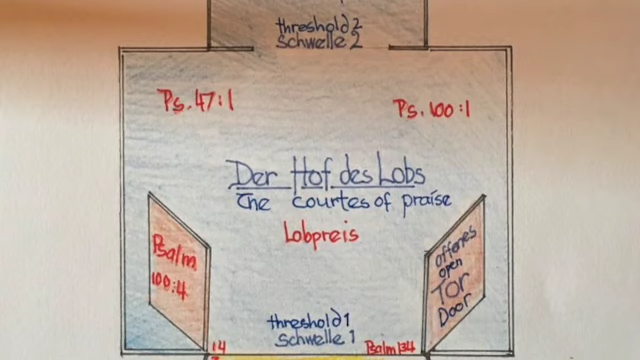 threshold 2
Schwelle 2
Ps. 47:1
Ps. 100:1
Der Hof des Lobs
The courtes of praise
Lobpreis
Psalm
100:4
offenes
open
Tor
Door
threshold 1
Schwelle 1
14
Psalm 134